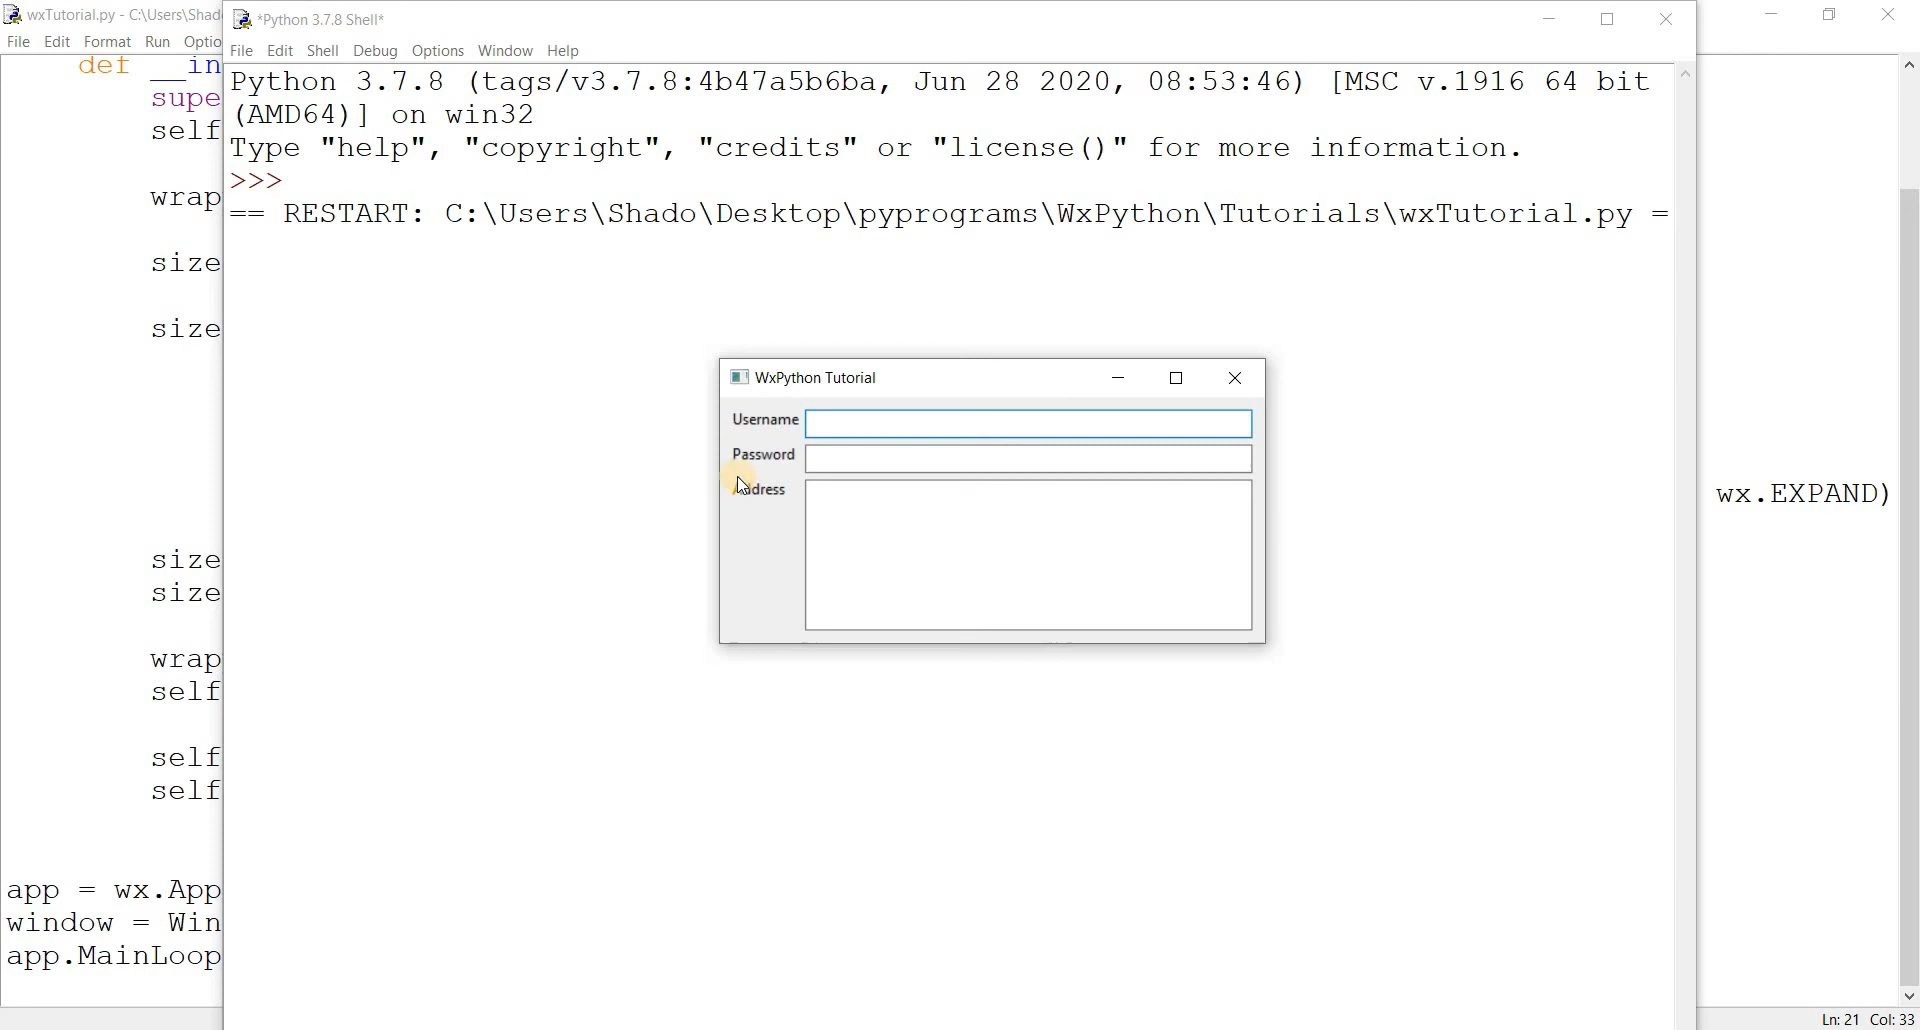 wxTutorial.py - C:\Users\Shad
File Edit Format Run Optio
def __in
supe
self
wrap
size
size
size
size
wrap
self
self
self
app = wx.App
window = Win
app.MainLoop
*Python 3.7.8 Shell*
File Edit Shell Debug Options Window Help
Python 3.7.8 (tags/v3.7.8:4b47a5b6ba, Jun 28 2020, 08:53:46) [MSC v.1916 64 bit
(AMD64)] on win32
Type "help", "copyright", "credits" or "license()" for more information.
>>>
== RESTART: C:\Users\Shado\Desktop\pyprograms\WxPython\Tutorials\wxTutorial.py =
WxPython Tutorial
Username
Password
Address
wx.EXPAND)
Ln: 21 Col: 33